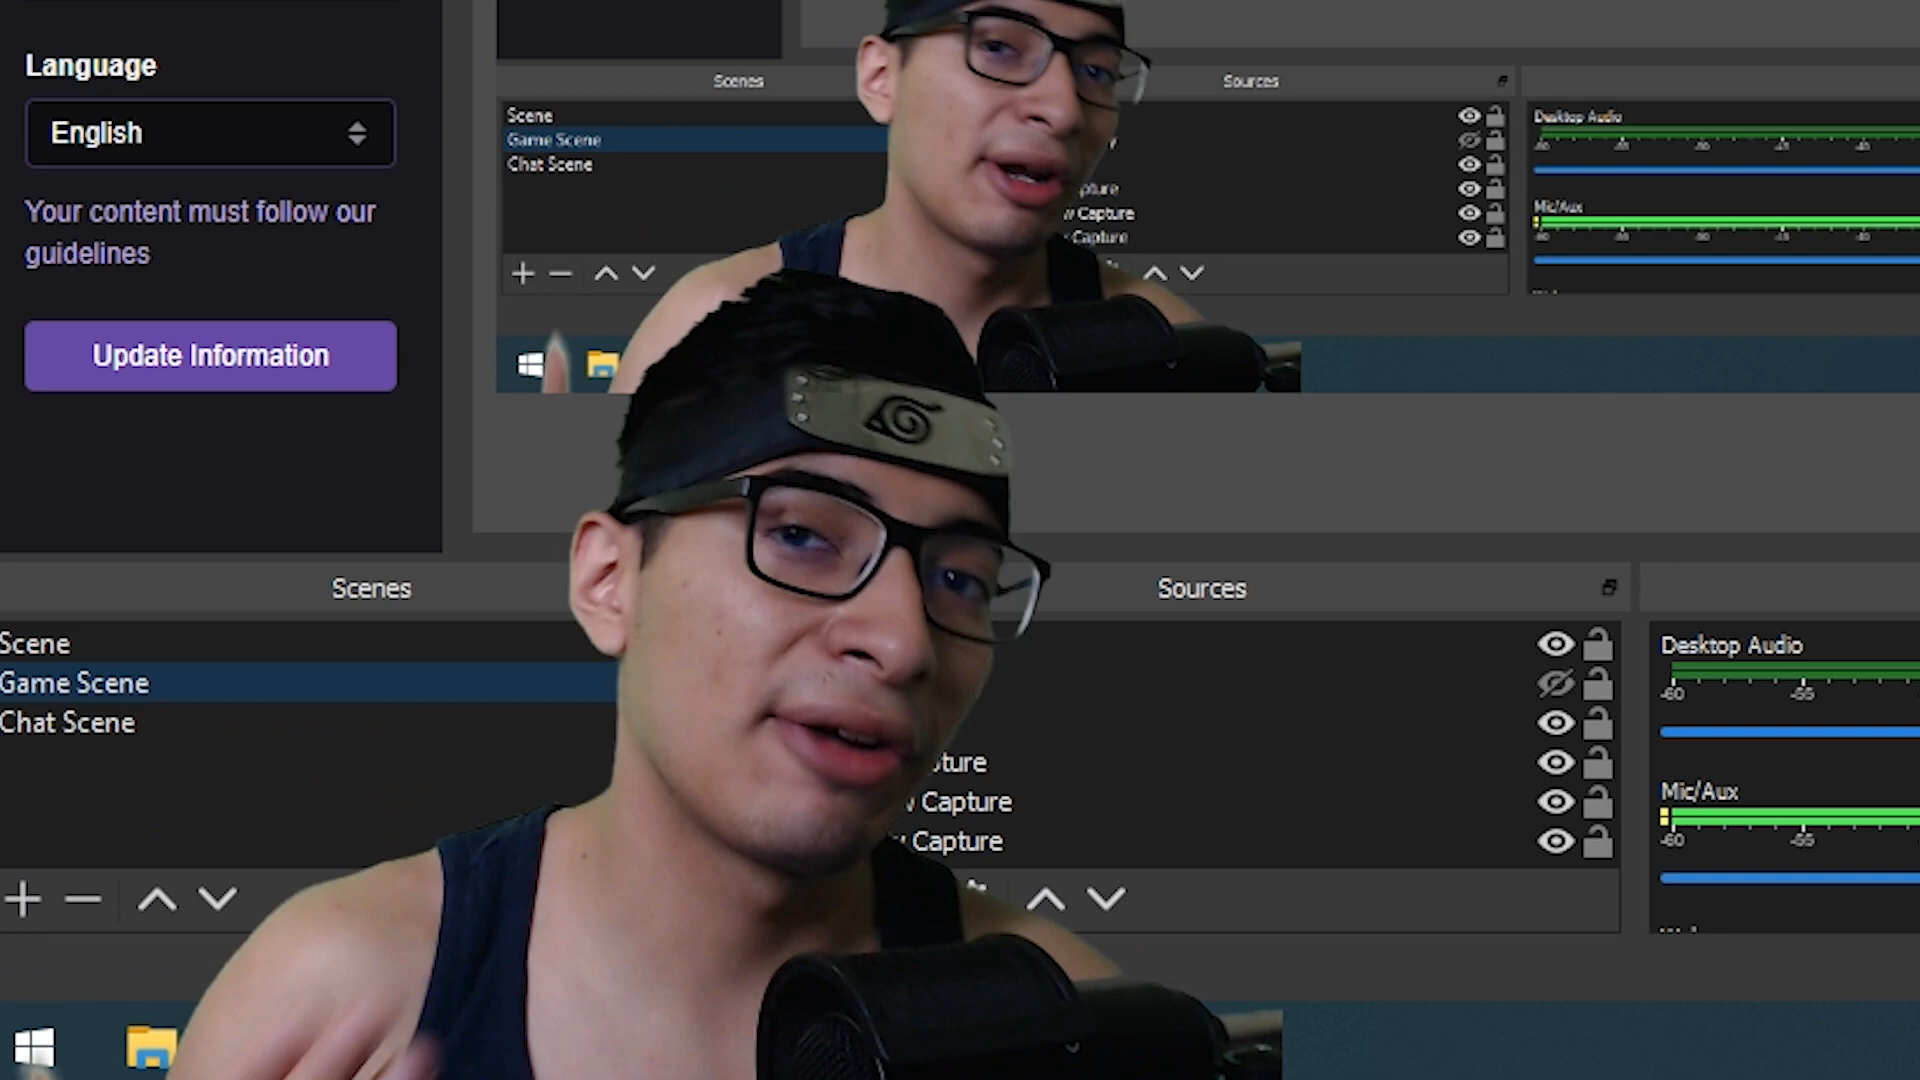 Language
English
Your content must follow our
guidelines
Update Information
Scenes
Sources
Scene
Game Scene
Chat Scene
Capture
Capture
Desktop Audio
Mic/Aux
Scenes
Sources
Scene
Game Scene
Chat Scene
Capture
Capture
Desktop Audio
-60 -55
Mic/Aux
-60 -55